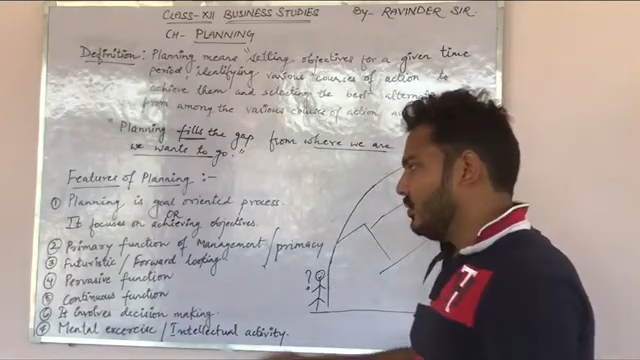 CLASS-XII BUSINESS STUDIES By- RAVINDER SIR.
CH- PLANNING
Definition: Planning means "setting objectives for a given time
period, identifying various courses of action to
achieve them and selecting the best
from among the various courses of action
"Planning fills the gap from where we are
we wants to go."
Features of Planning :-
① Planning is goal oriented process.
OR
It focuses on achieving objectives.
② Primary function of Management / primacy
③ Futuristic / Forward looking
④ Pervasive function
⑤ Continuous function
⑥ It Involves decision making.
⑦ Mental excercise / Intellectual activity.
?